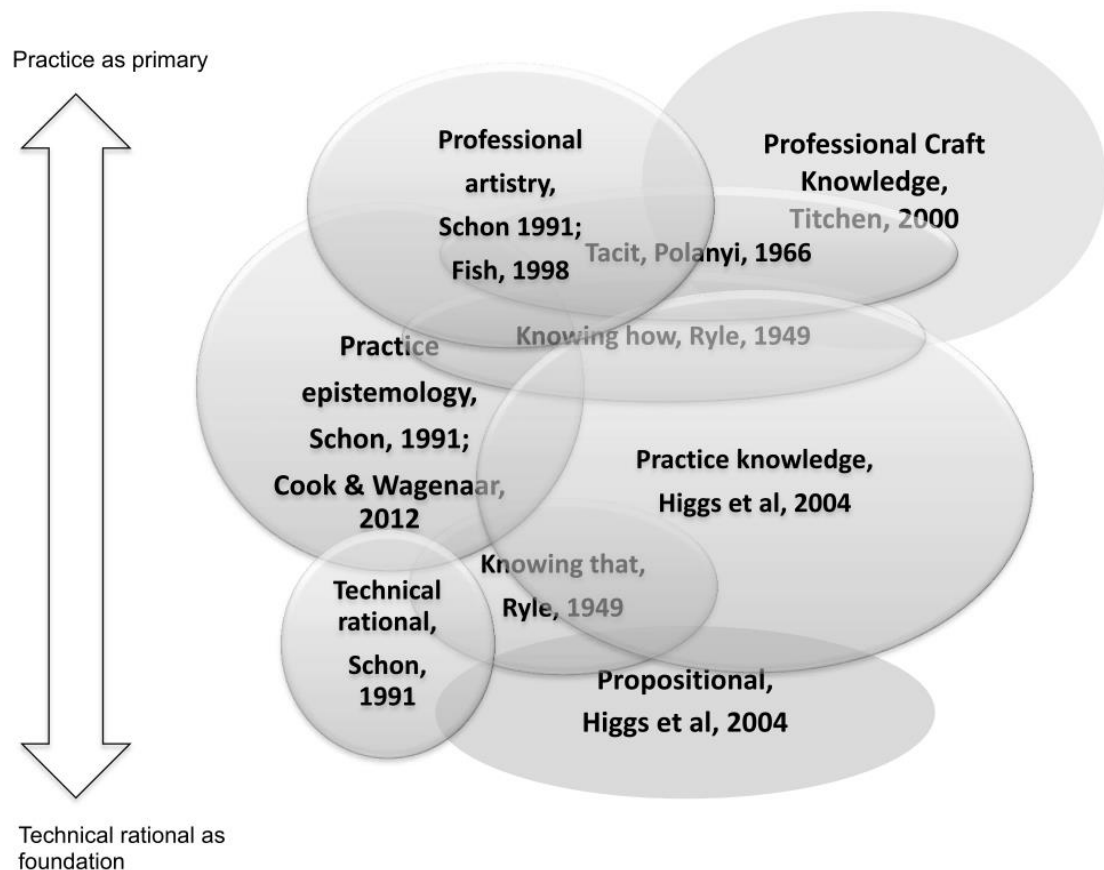 Practice as primary
Professional
artistry,
Schon 1991;
Fish, 1998
Professional Craft
Knowledge,
Titchen, 2000
Tacit, Polanyi, 1966
Knowing how, Ryle, 1949
Practice
epistemology,
Schon, 1991;
Cook & Wagenaar,
2012
Practice knowledge,
Higgs et al, 2004
Knowing that,
Ryle, 1949
Technical
rational,
Schon,
1991
Propositional,
Higgs et al, 2004
Technical rational as
foundation